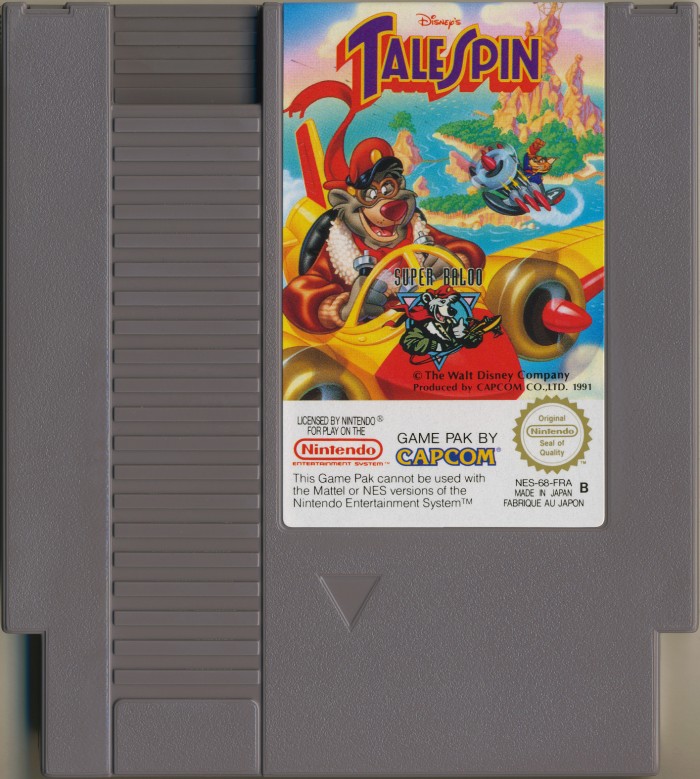 Disney's
TALESPIN
SUPER BALOO
© The Walt Disney Company
Produced by CAPCOM CO.,LTD. 1991
LICENSED BY NINTENDO®
FOR PLAY ON THE
Nintendo
ENTERTAINMENT SYSTEM™
GAME PAK BY
CAPCOM®
This Game Pak cannot be used with
the Mattel or NES versions of the
Nintendo Entertainment System™
Original
Nintendo
Seal of
Quality
™
NES-68-FRA
MADE IN JAPAN B
FABRIQUE AU JAPON